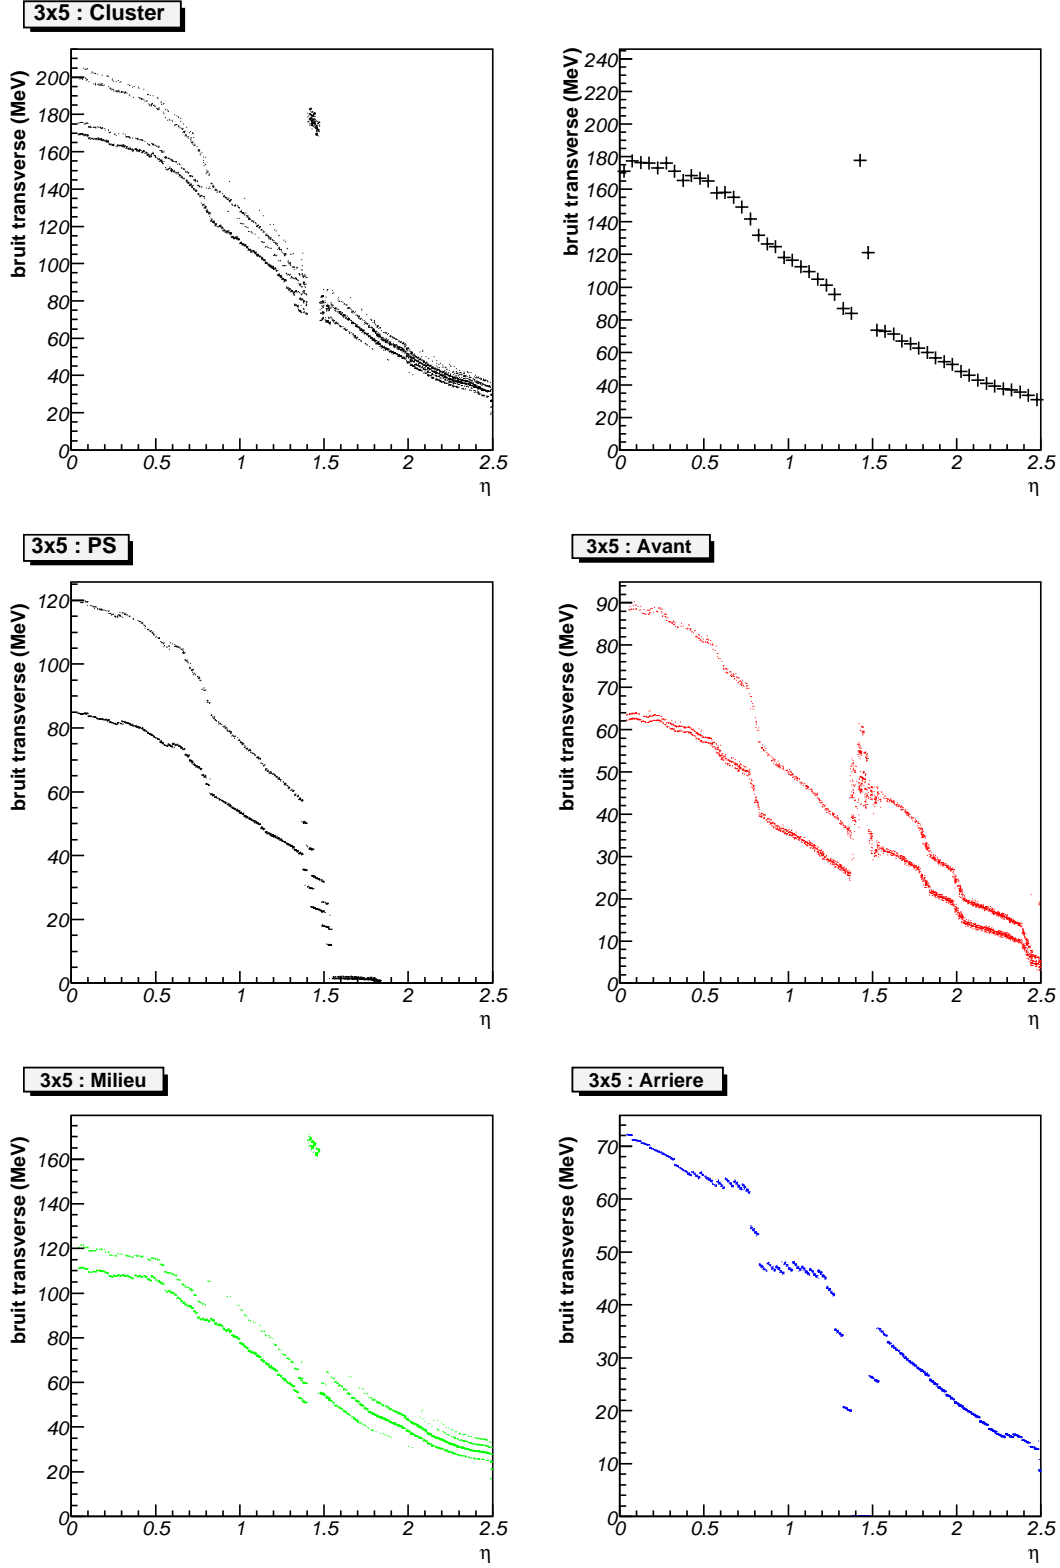 3x5 : Cluster
bruit transverse (MeV)
200
180
160
140
120
100
80
60
40
20
0
0 0.5 1 1.5 2 2.5
η
bruit transverse (MeV)
240
220
200
180
160
140
120
100
80
60
40
20
0
0 0.5 1 1.5 2 2.5
η
3x5 : PS
bruit transverse (MeV)
120
100
80
60
40
20
0
0 0.5 1 1.5 2 2.5
η
3x5 : Avant
bruit transverse (MeV)
90
80
70
60
50
40
30
20
10
0
0 0.5 1 1.5 2 2.5
η
3x5 : Milieu
bruit transverse (MeV)
160
140
120
100
80
60
40
20
0
0 0.5 1 1.5 2 2.5
η
3x5 : Arriere
bruit transverse (MeV)
70
60
50
40
30
20
10
0
0 0.5 1 1.5 2 2.5
η